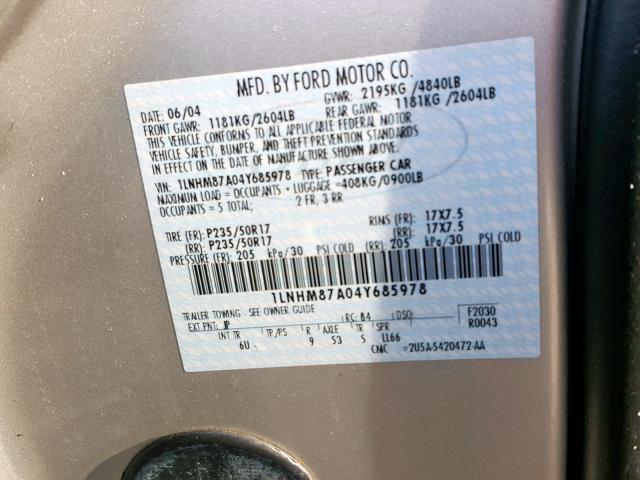 MFD. BY FORD MOTOR CO.
DATE: 06/04 GVWR: 2195KG /4840LB
FRONT GAWR: 1181KG/2604LB REAR GAWR: 1181KG /2604LB
THIS VEHICLE CONFORMS TO ALL APPLICABLE FEDERAL MOTOR
VEHICLE SAFETY, BUMPER, AND THEFT PREVENTION STANDARDS
IN EFFECT ON THE DATE OF MANUFACTURE SHOWN ABOVE.
VIN: 1LNHM87A04Y685978 TYPE: PASSENGER CAR
MAXIMUM LOAD = OCCUPANTS + LUGGAGE =408KG/0900LB
OCCUPANTS = 5 TOTAL; 2 FR, 3 RR
TIRE (FR): P235/50R17 RIMS (FR): 17X7.5
(RR): P235/50R17 (RR): 17X7.5
PRESSURE (FR): 205 kPa/30 PSI COLD (RR): 205 kPa/30 PSI COLD
1LNHM87A04Y685978
TRAILER TOWING - SEE OWNER GUIDE
EXT PNT: JP RC: 84 DSO: F2030
INT TR TP/PS R AXLE TR SPR R0043
6U 9 53 S LL66
CMC 2U5A-5420472-AA